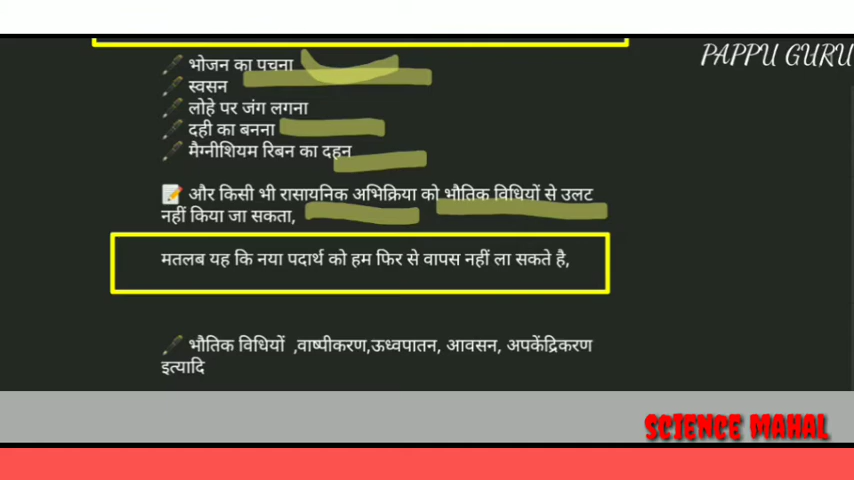 PAPPU GURU
भोजन का पचना
स्वसन
लोहे पर जंग लगना
दही का बनना
मैग्नीशियम रिबन का दहन
और किसी भी रासायनिक अभिक्रिया को भौतिक विधियों से उलट
नहीं किया जा सकता,
मतलब यह कि नया पदार्थ को हम फिर से वापस नहीं ला सकते है,
भौतिक विधियों ,वाष्पीकरण,ऊध्वपातन, आवसन, अपकेंद्रिकरण
इत्यादि
SCIENCE MAHAL